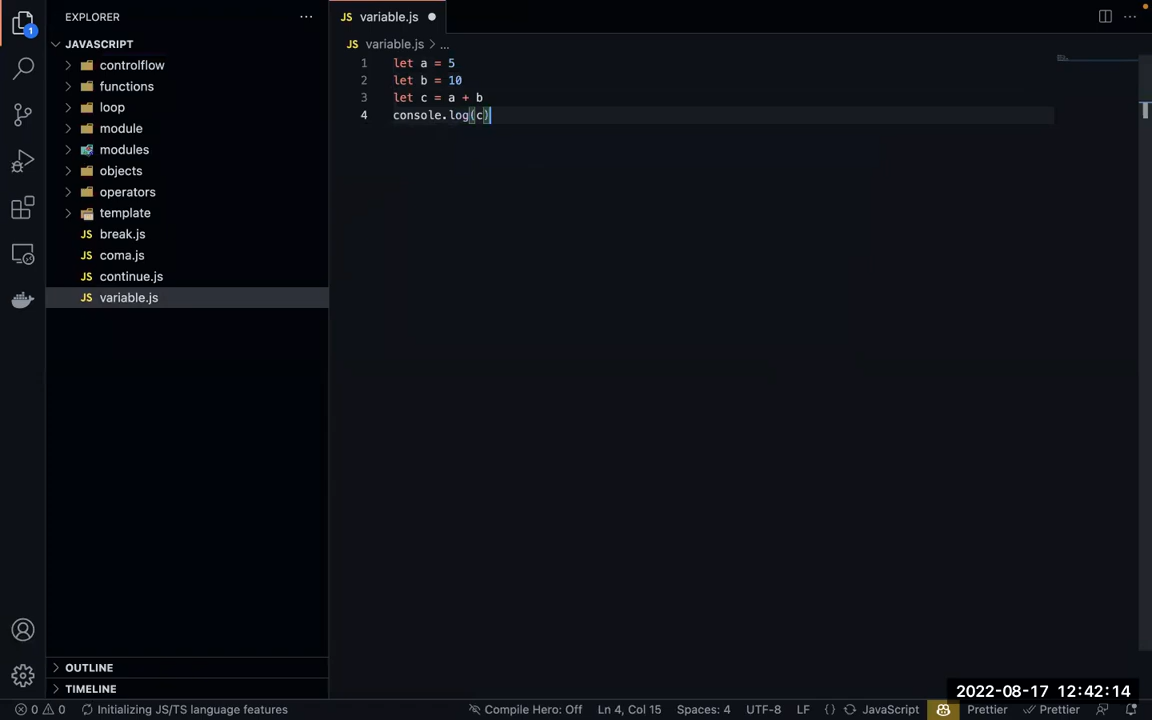 EXPLORER
JAVASCRIPT
controlflow
functions
loop
module
modules
objects
operators
template
JS break.js
JS coma.js
JS continue.js
JS variable.js
OUTLINE
TIMELINE
1
JS variable.js
JS variable.js > ...
1 let a = 5
2 let b = 10
3 let c = a + b
4 console.log(c)
2022-08-17 12:42:14
0 0 Initializing JS/TS language features Compile Hero: Off Ln 4, Col 15 Spaces: 4 UTF-8 LF {} JavaScript Prettier Prettier